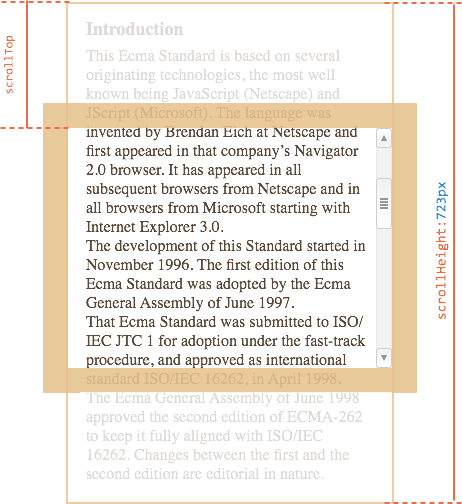 scrollTop
Introduction
This Ecma Standard is based on several
originating technologies, the most well
known being JavaScript (Netscape) and
JScript (Microsoft). The language was
invented by Brendan Eich at Netscape and
first appeared in that company’s Navigator
2.0 browser. It has appeared in all
subsequent browsers from Netscape and in
all browsers from Microsoft starting with
Internet Explorer 3.0.
The development of this Standard started in
November 1996. The first edition of this
Ecma Standard was adopted by the Ecma
General Assembly of June 1997.
That Ecma Standard was submitted to ISO/
IEC JTC 1 for adoption under the fast-track
procedure, and approved as international
standard ISO/IEC 16262, in April 1998.
The Ecma General Assembly of June 1998
approved the second edition of ECMA-262
to keep it fully aligned with ISO/IEC
16262. Changes between the first and the
second edition are editorial in nature.
scrollHeight:723px